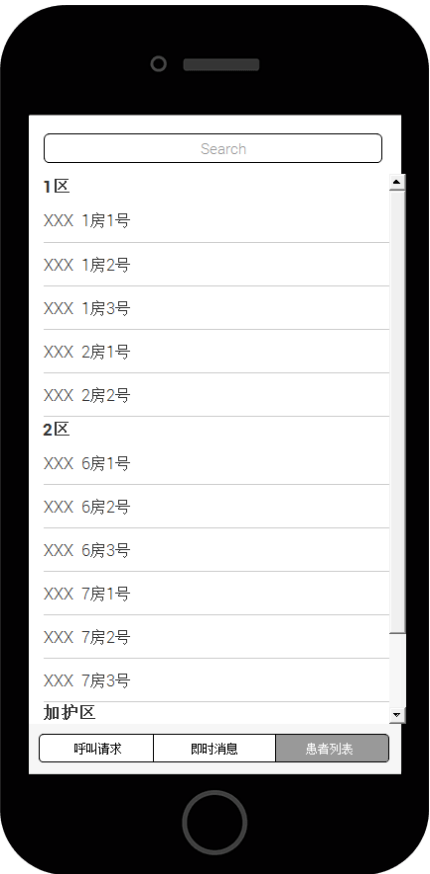 Search
1区
XXX 1房1号
XXX 1房2号
XXX 1房3号
XXX 2房1号
XXX 2房2号
2区
XXX 6房1号
XXX 6房2号
XXX 6房3号
XXX 7房1号
XXX 7房2号
XXX 7房3号
加护区
呼叫请求 即时消息 患者列表